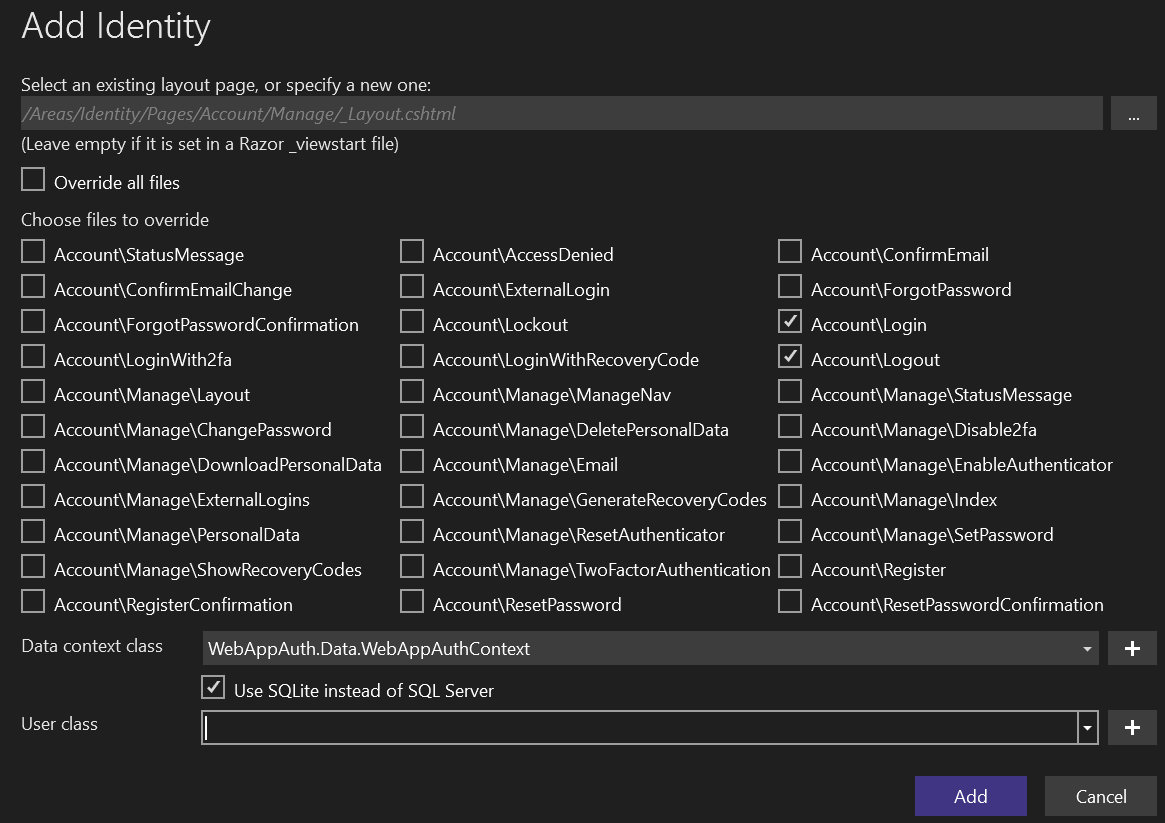 Add Identity
Select an existing layout page, or specify a new one:
/Areas/Identity/Pages/Account/Manage/_Layout.cshtml
...
(Leave empty if it is set in a Razor _viewstart file)
Override all files
Choose files to override
Account\StatusMessage Account\AccessDenied Account\ConfirmEmail
Account\ConfirmEmailChange Account\ExternalLogin Account\ForgotPassword
Account\ForgotPasswordConfirmation Account\Lockout Account\Login
Account\LoginWith2fa Account\LoginWithRecoveryCode Account\Logout
Account\Manage\Layout Account\Manage\ManageNav Account\Manage\StatusMessage
Account\Manage\ChangePassword Account\Manage\DeletePersonalData Account\Manage\Disable2fa
Account\Manage\DownloadPersonalData Account\Manage\Email Account\Manage\EnableAuthenticator
Account\Manage\ExternalLogins Account\Manage\GenerateRecoveryCodes Account\Manage\Index
Account\Manage\PersonalData Account\Manage\ResetAuthenticator Account\Manage\SetPassword
Account\Manage\ShowRecoveryCodes Account\Manage\TwoFactorAuthentication Account\Register
Account\RegisterConfirmation Account\ResetPassword Account\ResetPasswordConfirmation
Data context class WebAppAuth.Data.WebAppAuthContext +
Use SQLite instead of SQL Server
User class +
Add Cancel